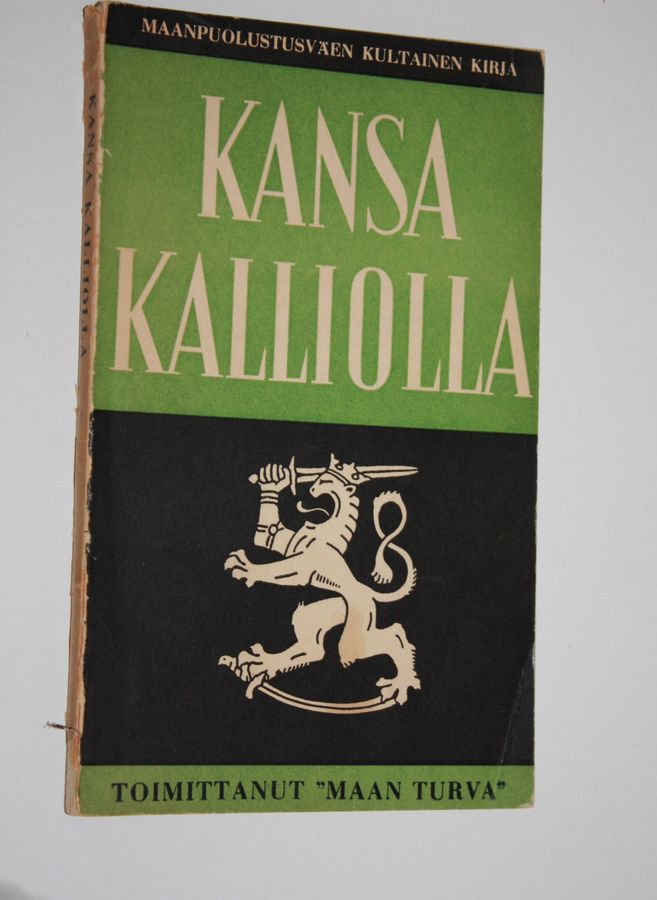 MAANPUOLUSTUSVÄEN KULTAINEN KIRJA
KANSA
KALLIOLLA
TOIMITTANUT "MAAN TURVA"
KANSA KALLIOLLA